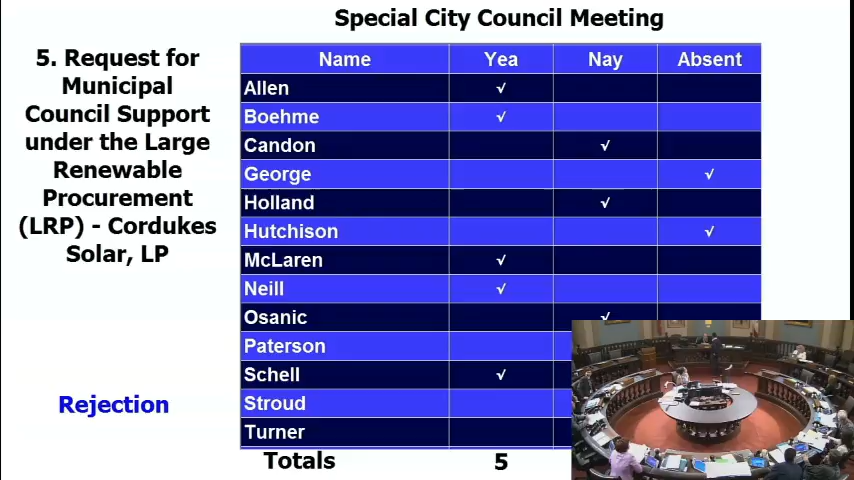 Special City Council Meeting
5. Request for
Municipal
Council Support
under the Large
Renewable
Procurement
(LRP) - Cordukes
Solar, LP
Rejection
Name Yea Nay Absent
Allen √
Boehme √
Candon √
George √
Holland √
Hutchison √
McLaren √
Neill √
Osanic √
Paterson
Schell √
Stroud
Turner
Totals 5